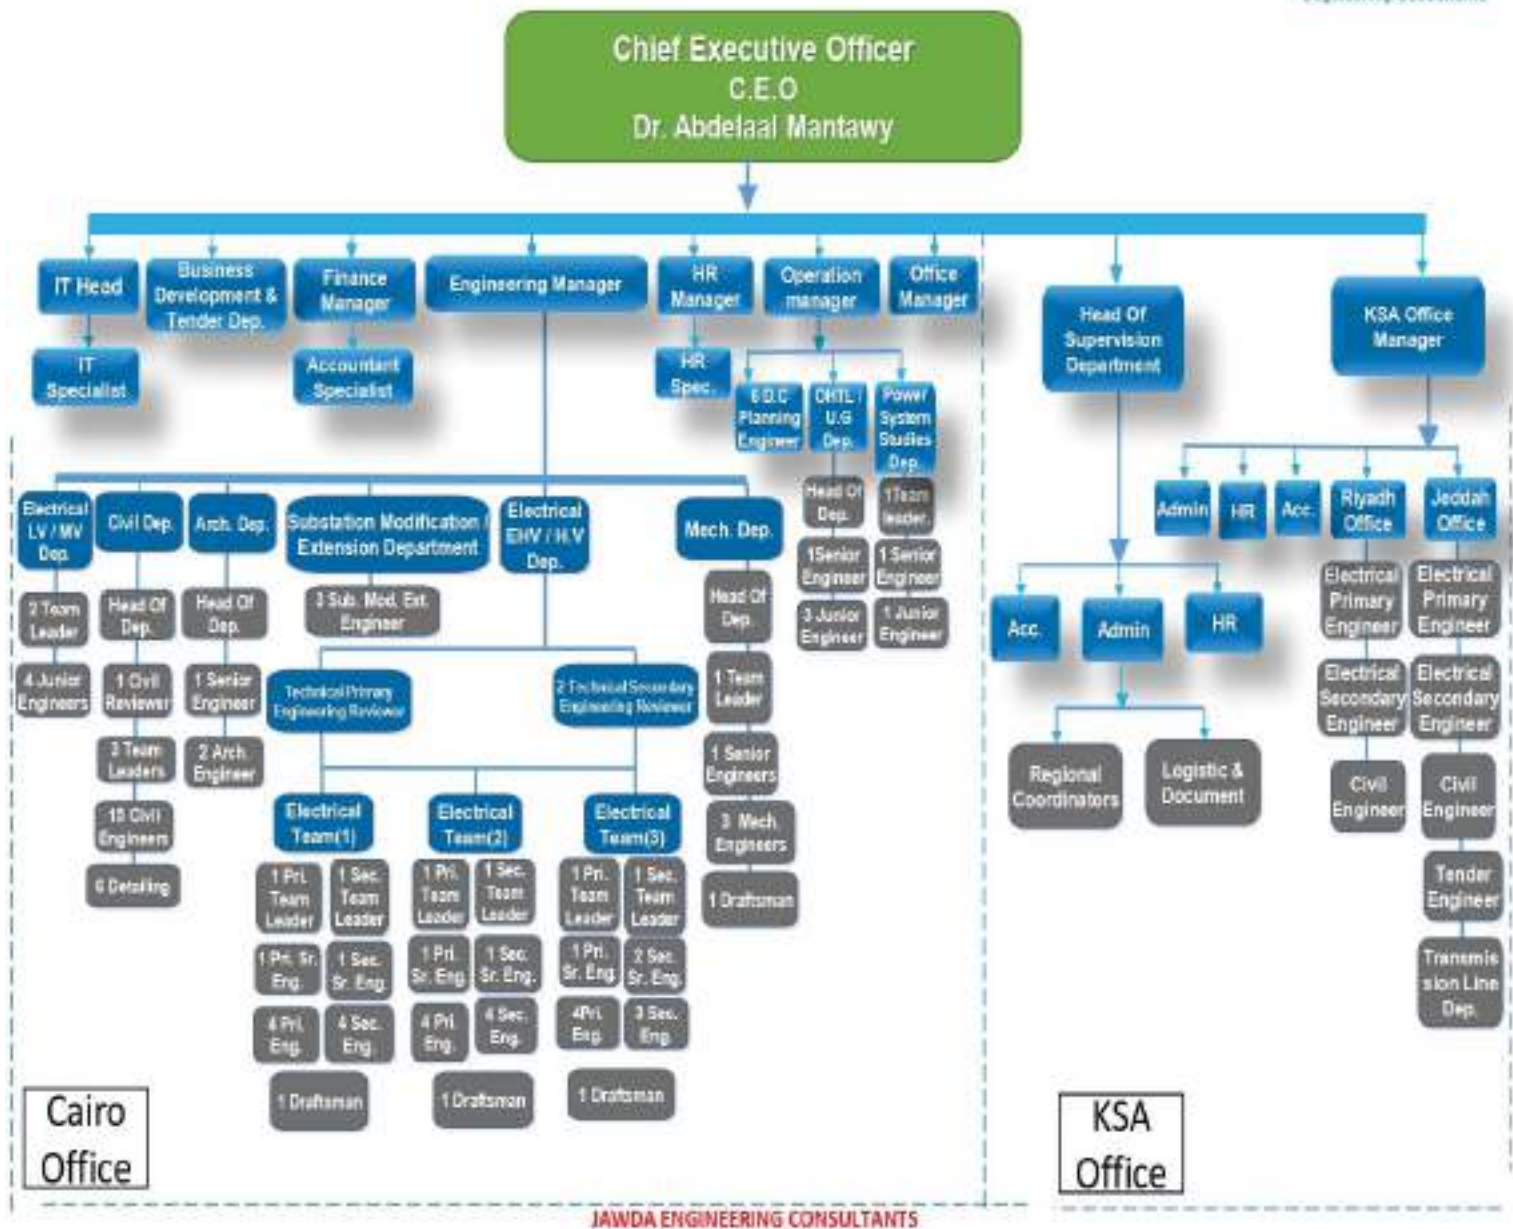 Chief Executive Officer
C.E.O
Dr. Abdelaal Mantawy
IT Head
Business
Development &
Tender Dep.
Finance
Manager
Engineering Manager
HR
Manager
Operation
manager
Office
Manager
Head Of
Supervision
Department
KSA Office
Manager
IT
Specialist
Accountant
Specialist
HR
Spec.
6 D.C
Planning
Engineer
OHTL /
U.G
Dep.
Power
System
Studies
Dep.
Head Of
Dep.
1Senior
Engineer
3 Junior
Engineer
1Team
leader.
1 Senior
Engineer
1 Junior
Engineer
Electrical
LV / MV
Dep.
Civil Dep.
Arch. Dep.
Substation Modification /
Extension Department
Electrical
EHV / H.V
Dep.
Mech. Dep.
2 Team
Leader
4 Junior
Engineers
Head Of
Dep.
1 Civil
Reviewer
3 Team
Leaders
Civil
Engineers
6 Detailing
Head Of
Dep.
1 Senior
Engineer
2 Arch.
Engineer
3 Sub. Mod. Ext.
Engineer
Technical Primary
Engineering Reviewer
2 Technical Secondary
Engineering Reviewer
Electrical
Team(1)
Electrical
Team(2)
Electrical
Team(3)
1 Pri.
Team
Leader
1 Sec.
Team
Leader
1 Pri. Sr.
Eng.
1 Sec.
Sr. Eng.
4 Pri.
Eng.
4 Sec.
Eng.
1 Draftsman
1 Pri.
Team
Leader
1 Sec.
Team
Leader
1 Pri.
Sr. Eng.
1 Sec.
Sr. Eng.
4 Pri.
Eng.
4 Sec.
Eng.
1 Draftsman
1 Pri.
Team
Leader
1 Sec.
Team
Leader
1 Pri.
Sr. Eng.
2 Sec.
Sr. Eng.
4Pri.
Eng.
3 Sec.
Eng.
1 Draftsman
Head Of
Dep.
1 Team
Leader
1 Senior
Engineers
3 Mech.
Engineers
1 Draftsman
Acc.
Admin
HR
Regional
Coordinators
Logistic &
Document
Admin
HR
Acc.
Riyadh
Office
Jeddah
Office
Electrical
Primary
Engineer
Electrical
Secondary
Engineer
Civil
Engineer
Electrical
Primary
Engineer
Electrical
Secondary
Engineer
Civil
Engineer
Tender
Engineer
Transmis
sion Line
Dep.
Cairo
Office
KSA
Office
JAWDA ENGINEERING CONSULTANTS